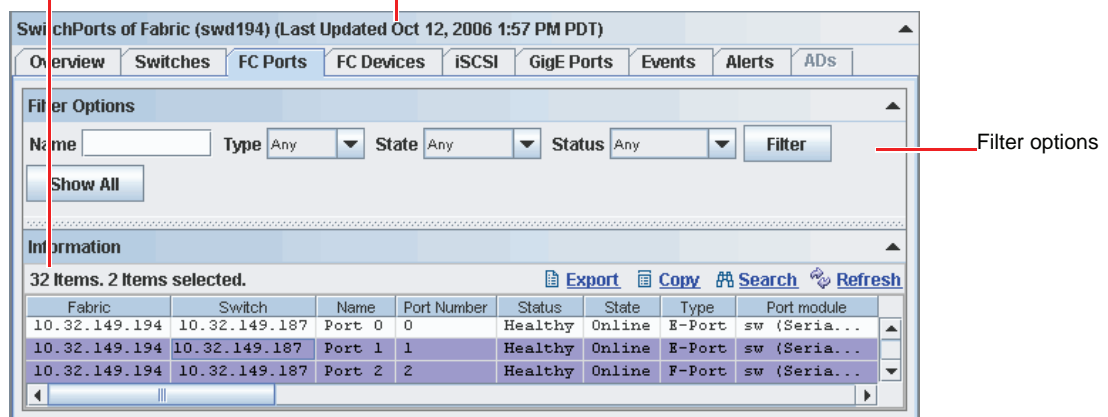 SwitchPorts of Fabric (swd194) (Last Updated Oct 12, 2006 1:57 PM PDT)
Overview Switches FC Ports FC Devices iSCSI GigE Ports Events Alerts ADs
Filter Options
Name Type Any State Any Status Any Filter
Filter options
Show All
Information
32 Items. 2 Items selected. Export Copy Search Refresh
Fabric Switch Name Port Number Status State Type Port module
10.32.149.194 10.32.149.187 Port 0 0 Healthy Online E-Port sw (Seria...
10.32.149.194 10.32.149.187 Port 1 1 Healthy Online E-Port sw (Seria...
10.32.149.194 10.32.149.187 Port 2 2 Healthy Online F-Port sw (Seria...